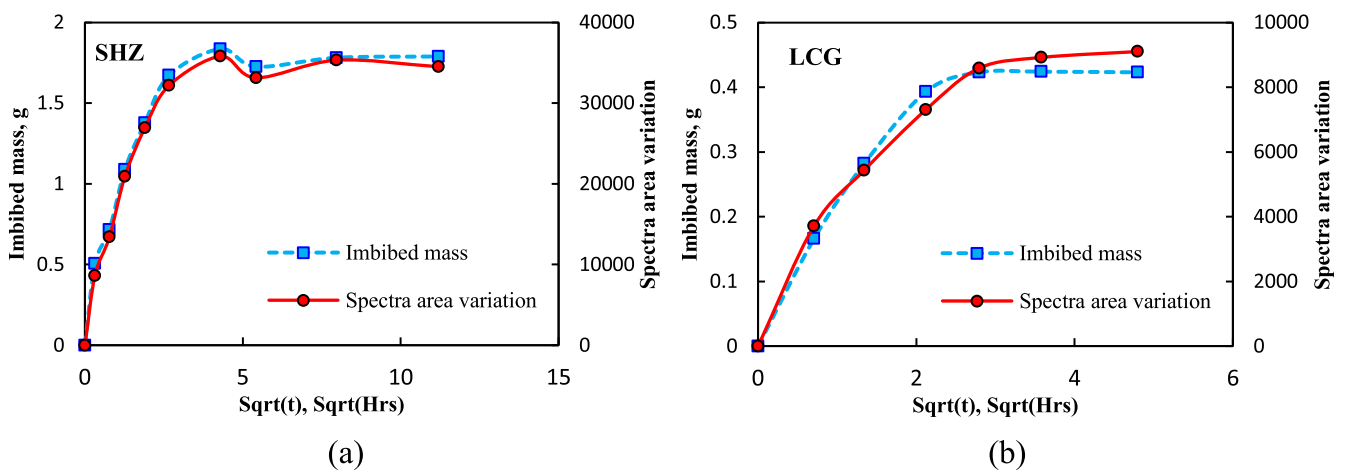 SHZ
Imbibed mass, g
2
1.5
1
0.5
0
40000
30000
20000
10000
0
Spectra area variation
Imbibed mass
Spectra area variation
0 5 10 15
Sqrt(t), Sqrt(Hrs)
(a)
LCG
Imbibed mass, g
0.5
0.4
0.3
0.2
0.1
0
10000
8000
6000
4000
2000
0
Spectra area variation
Imbibed mass
Spectra area variation
0 2 4 6
Sqrt(t), Sqrt(Hrs)
(b)